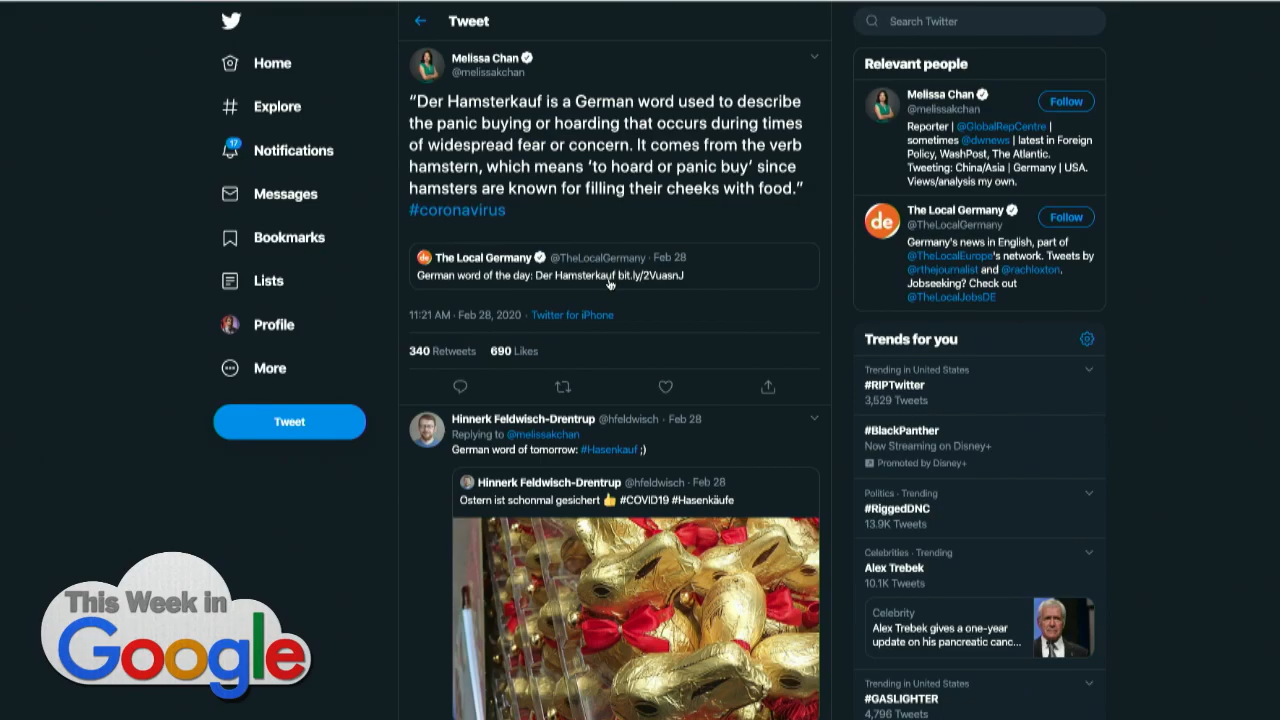 Tweet
Search Twitter
Home
Explore
17
Notifications
Messages
Bookmarks
Lists
Profile
More
Tweet
Melissa Chan
@melissakchan
“Der Hamsterkauf is a German word used to describe
the panic buying or hoarding that occurs during times
of widespread fear or concern. It comes from the verb
hamstern, which means ‘to hoard or panic buy’ since
hamsters are known for filling their cheeks with food.”
#coronavirus
de The Local Germany @TheLocalGermany · Feb 28
German word of the day: Der Hamsterkauf bit.ly/2VuasnJ
11:21 AM · Feb 28, 2020 · Twitter for iPhone
340 Retweets 690 Likes
Hinnerk Feldwisch-Drentrup @hfeldwisch · Feb 28
Replying to @melissakchan
German word of tomorrow: #Hasenkauf ;)
Hinnerk Feldwisch-Drentrup @hfeldwisch · Feb 28
Ostern ist schonmal gesichert 👍 #COVID19 #Hasenkäufe
Relevant people
Melissa Chan
@melissakchan
Follow
Reporter | @GlobalRepCentre |
sometimes @dwnews | latest in Foreign
Policy, WashPost, The Atlantic.
Tweeting: China/Asia | Germany | USA.
Views/analysis my own.
de
The Local Germany
@TheLocalGermany
Follow
Germany's news in English, part of
@TheLocalEurope's network. Tweets by
@rthejournalist and @rachloxton.
Jobseeking? Check out
@TheLocalJobsDE
Trends for you
Trending in United States
#RIPTwitter
3,529 Tweets
#BlackPanther
Now Streaming on Disney+
Promoted by Disney+
Politics · Trending
#RiggedDNC
13.9K Tweets
Celebrities · Trending
Alex Trebek
10.1K Tweets
Celebrity
Alex Trebek gives a one-year
update on his pancreatic canc...
Trending in United States
#GASLIGHTER
4,796 Tweets
This Week in
Google